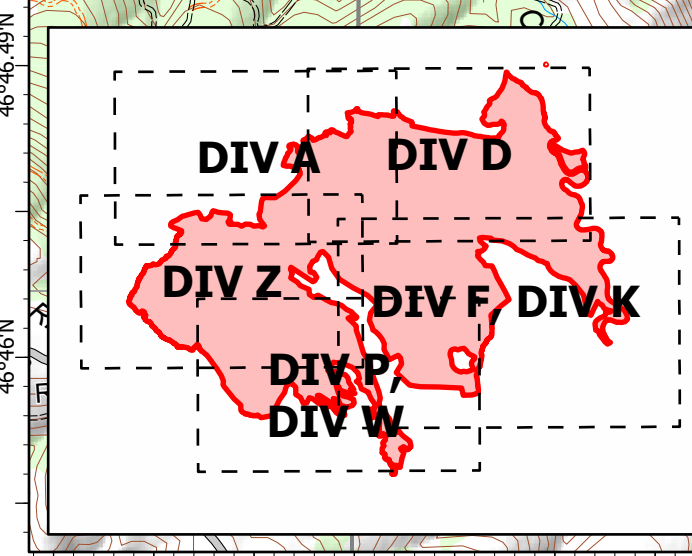 46°46.49'N
C
DIV A
DIV D
DIV Z
DIV F, DIV K
46°46'N
DIV P,
DIV W